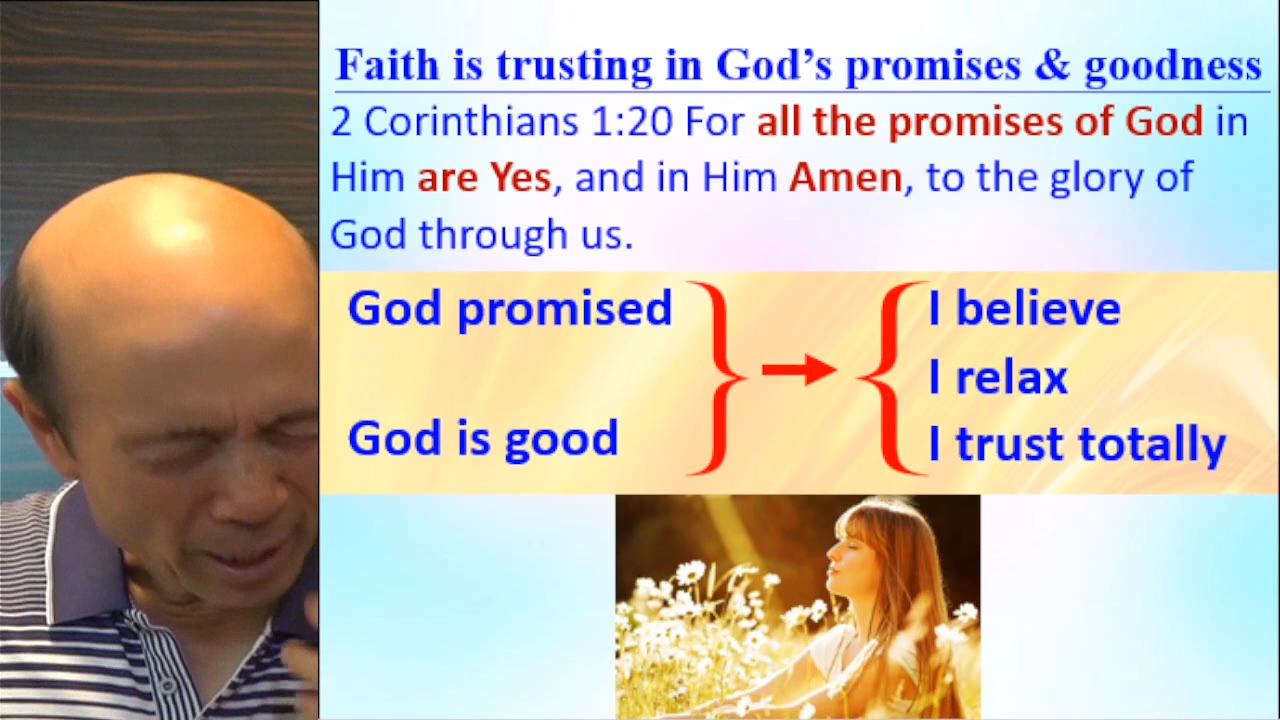 Faith is trusting in God’s promises & goodness
2 Corinthians 1:20 For all the promises of God in
Him are Yes, and in Him Amen, to the glory of
God through us.
God promised
God is good
I believe
I relax
I trust totally